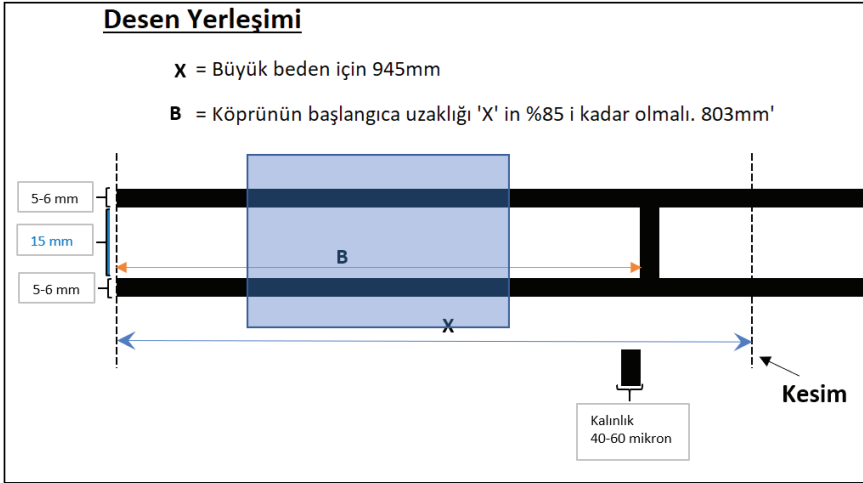 Desen Yerleşimi
X = Büyük beden için 945mm
B = Köprünün başlangıca uzaklığı 'X' in %85 i kadar olmalı. 803mm'
5-6 mm
15 mm
B
5-6 mm
X
Kesim
Kalınlık
40-60 mikron